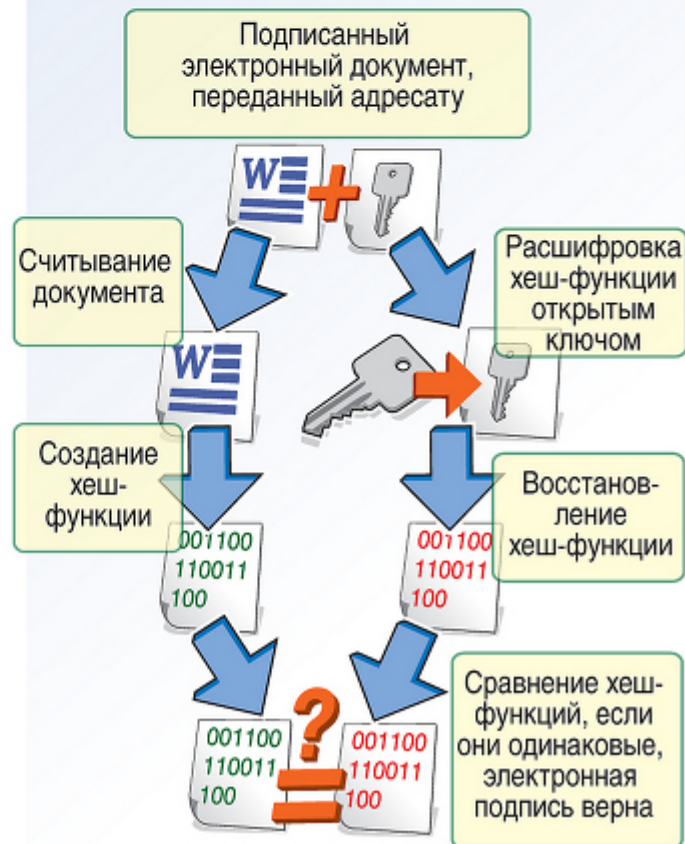 Подписанный
электронный документ,
переданный адресату
W
Считывание
документа
Расшифровка
хеш-функции
открытым
ключом
W
Создание
хеш-
функции
Восстанов-
ление
хеш-функции
001100
110011
100
001100
110011
100
Сравнение хеш-
функций, если
они одинаковые,
электронная
подпись верна
?
001100
110011
100
001100
110011
100